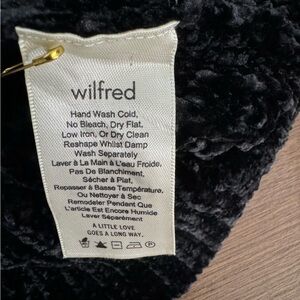 wilfred
Hand Wash Cold,
No Bleach, Dry Flat,
Low Iron, Or Dry Clean
Reshape Whilst Damp
Wash Separately
Laver à La Main à L'eau Froide,
Pas De Blanchiment,
Sécher à Plat,
Repasser à Basse Température,
Ou Nettoyer à Sec
Remodeler Pendant Que
L'article Est Encore Humide
Laver Séparément
A LITTLE LOVE
GOES A LONG WAY.